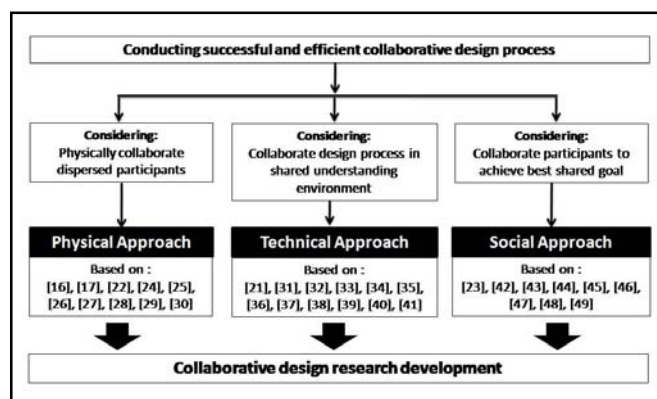 Conducting successful and efficient collaborative design process
Considering:
Physically collaborate
dispersed participants
Considering:
Collaborate design process in
shared understanding
environment
Considering:
Collaborate participants to
achieve best shared goal
Physical Approach
Based on :
[16], [17], [22], [24], [25],
[26], [27], [28], [29], [30]
Technical Approach
Based on :
[21], [31], [32], [33], [34], [35],
[36], [37], [38], [39], [40], [41]
Social Approach
Based on :
[23], [42], [43], [44], [45], [46],
[47], [48], [49]
Collaborative design research development